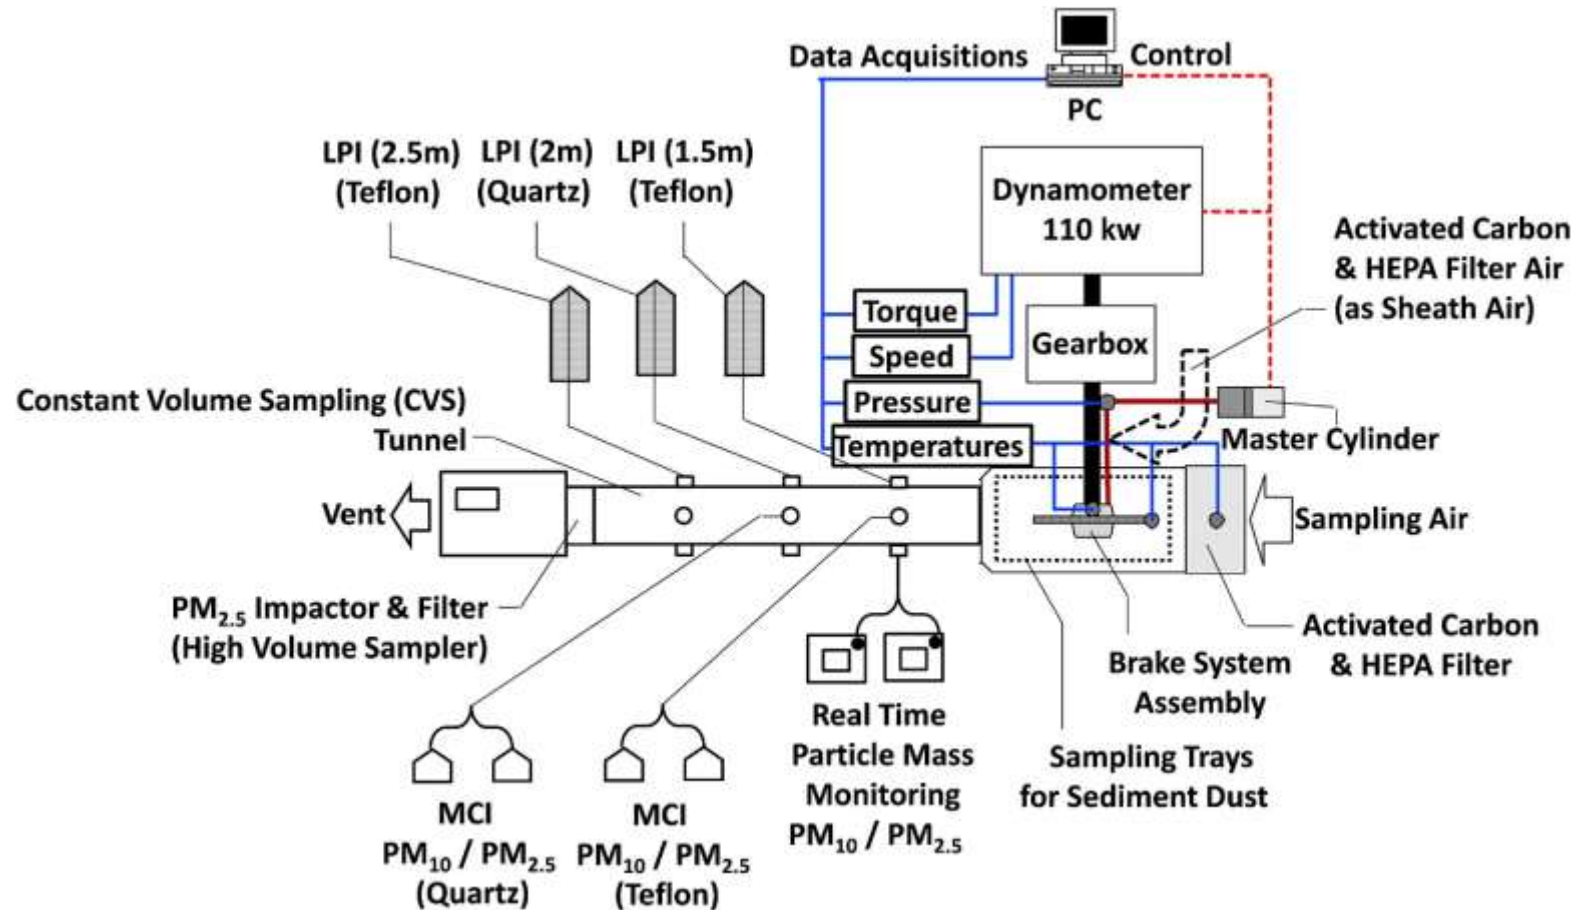 Data Acquisitions
Control
PC
LPI (2.5m)
(Teflon)
LPI (2m)
(Quartz)
LPI (1.5m)
(Teflon)
Dynamometer
110 kw
Activated Carbon
& HEPA Filter Air
(as Sheath Air)
Torque
Speed
Pressure
Temperatures
Gearbox
Master Cylinder
Constant Volume Sampling (CVS)
Tunnel
Vent
Sampling Air
PM2.5 Impactor & Filter
(High Volume Sampler)
Activated Carbon
& HEPA Filter
Brake System
Assembly
Sampling Trays
for Sediment Dust
Real Time
Particle Mass
Monitoring
PM10 / PM2.5
MCI
PM10 / PM2.5
(Quartz)
MCI
PM10 / PM2.5
(Teflon)